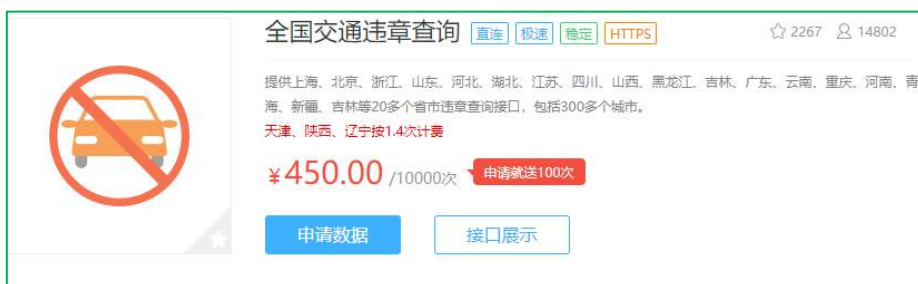 全国交通违章查询 直连 极速 稳定 HTTPS 2267 14802
提供上海、北京、浙江、山东、河北、湖北、江苏、四川、山西、黑龙江、吉林、广东、云南、重庆、河南、青
海、新疆、吉林等20多个省市违章查询接口，包括300多个城市。
天津、陕西、辽宁按1.4次计费
¥450.00 /10000次 申请就送100次
申请数据 接口展示